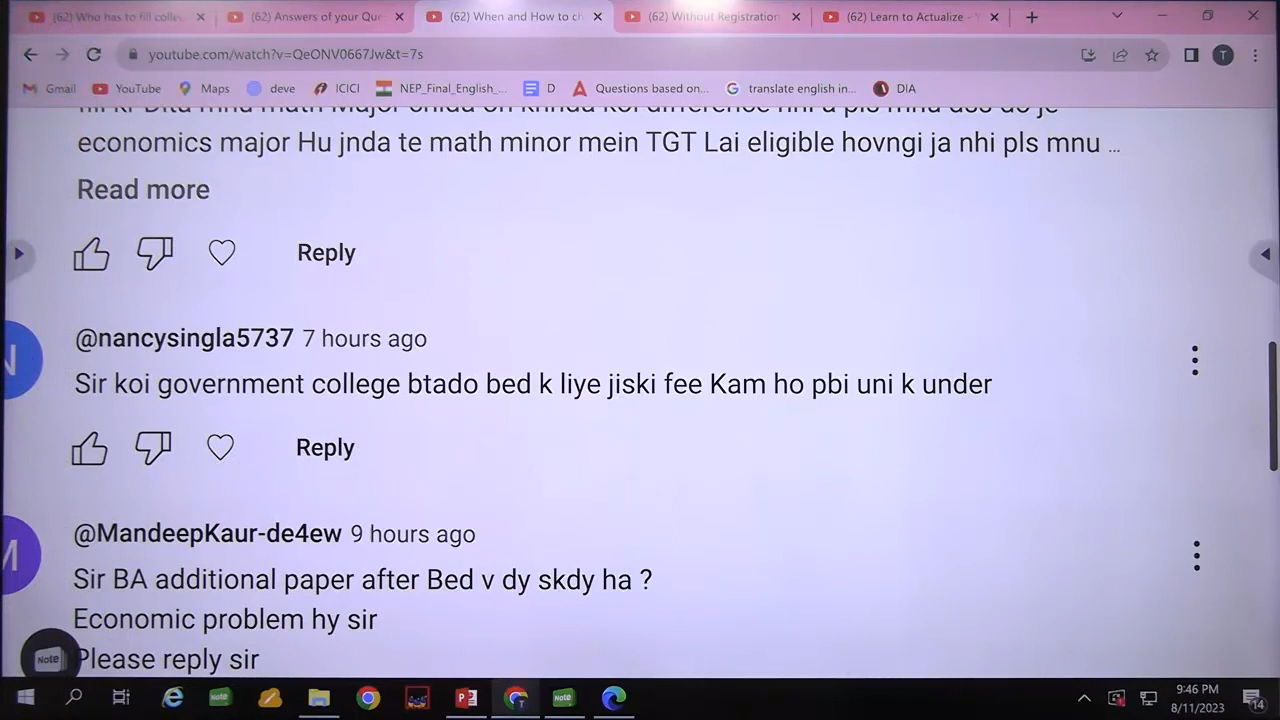 (62) Who has to fill colle
(62) Answers of your Que
(62) When and How to ch
(62) Without Registration
(62) Learn to Actualize - '
youtube.com/watch?v=QeONV0667Jw&t=7s
T
Gmail
YouTube
Maps
deve
ICICI
NEP_Final_English_...
D
Questions based on...
translate english in...
DIA
economics major Hu jnda te math minor mein TGT Lai eligible hovngi ja nhi pls mnu ...
Read more
Reply
@nancysingla5737 7 hours ago
Sir koi government college btado bed k liye jiski fee Kam ho pbi uni k under
Reply
@MandeepKaur-de4ew 9 hours ago
Sir BA additional paper after Bed v dy skdy ha ?
Economic problem hy sir
Please reply sir
Note
Note
Note
9:46 PM
8/11/2023
14